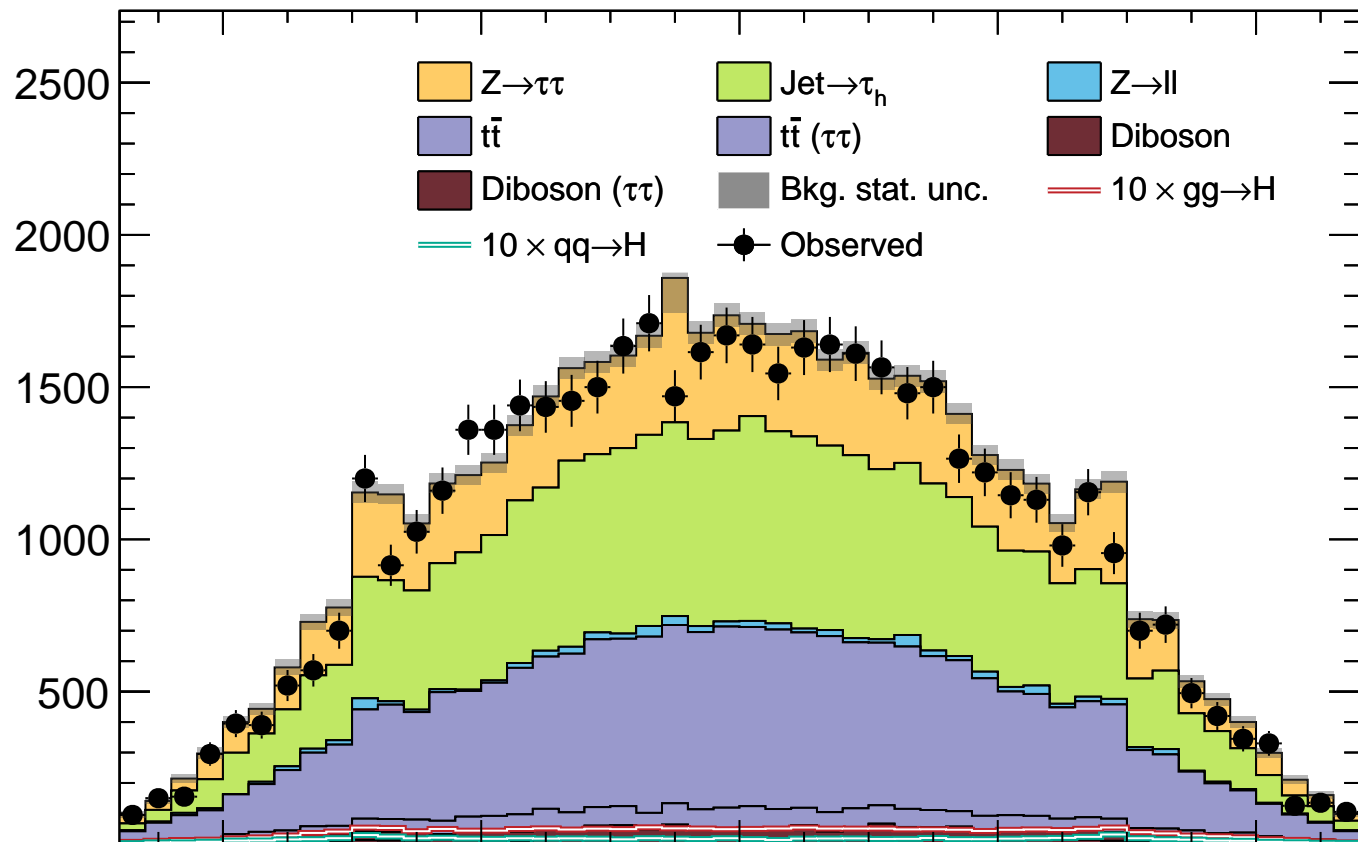 2500
2000
1500
1000
500
Z→ττ Jet→τh Z→ll
tt̄ tt̄ (ττ) Diboson
Diboson (ττ) Bkg. stat. unc. 10 × gg→H
10 × qq→H Observed